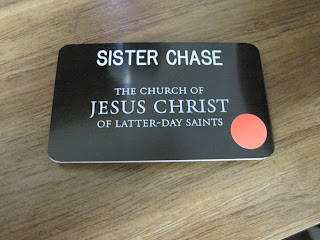 SISTER CHASE
THE CHURCH OF
JESUS CHRIST
OF LATTER-DAY SAINTS